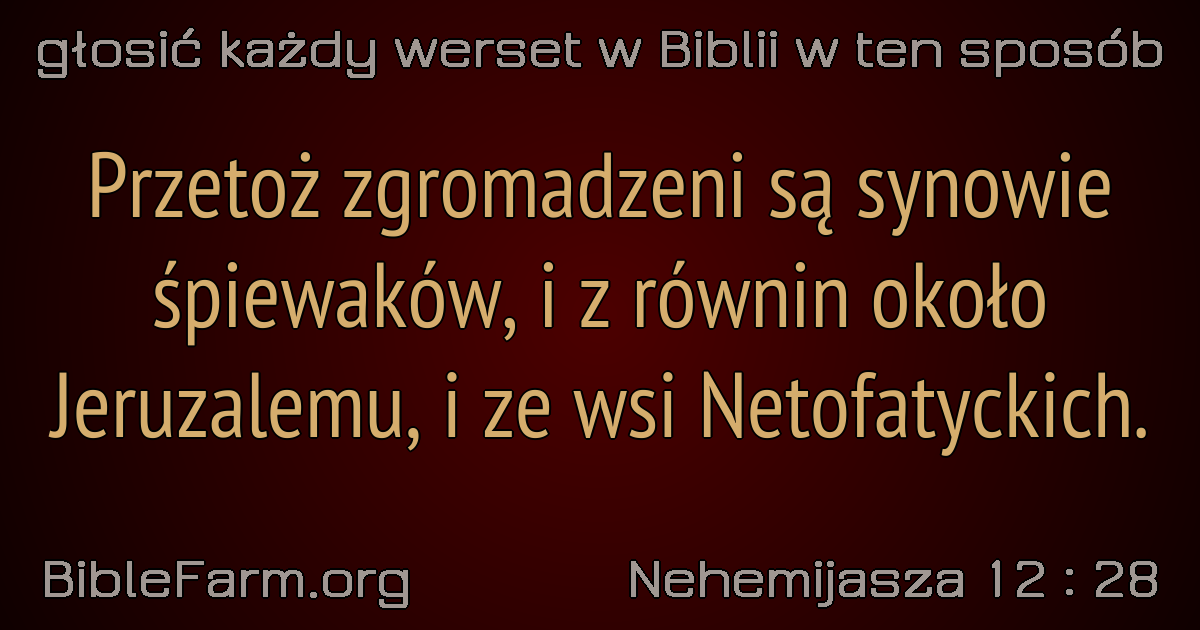 głosić każdy werset w Biblii w ten sposób
Przetoż zgromadzeni są synowie
śpiewaków, i z równin około
Jeruzalemu, i ze wsi Netofatyckich.
BibleFarm.org
Nehemijasza 12 : 28